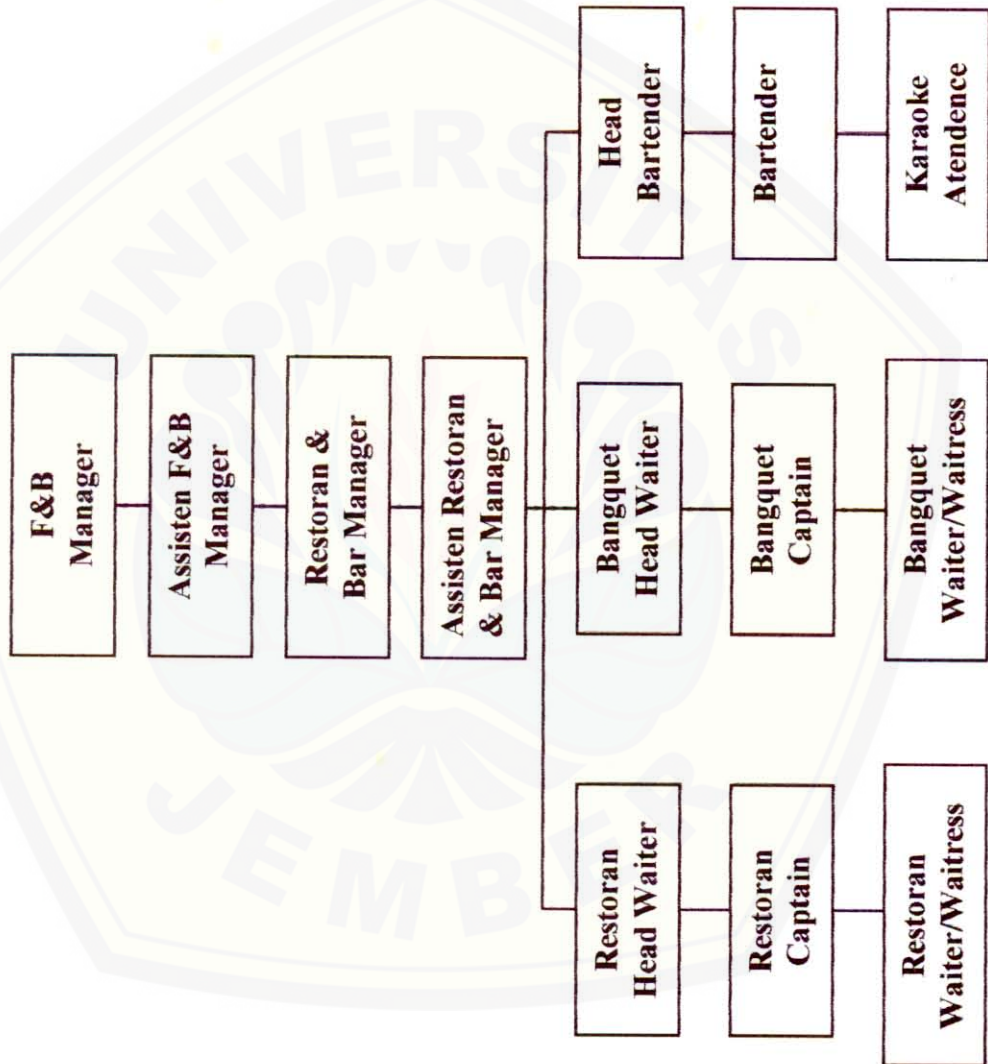 F&B
Manager
Assisten F&B
Manager
Restoran &
Bar Manager
Assisten Restoran
& Bar Manager
Restoran
Head Waiter
Bangquet
Head Waiter
Head
Bartender
Restoran
Captain
Bangquet
Captain
Bartender
Restoran
Waiter/Waitress
Bangquet
Waiter/Waitress
Karaoke
Atendence
UNIVERSITAS
JEMBER